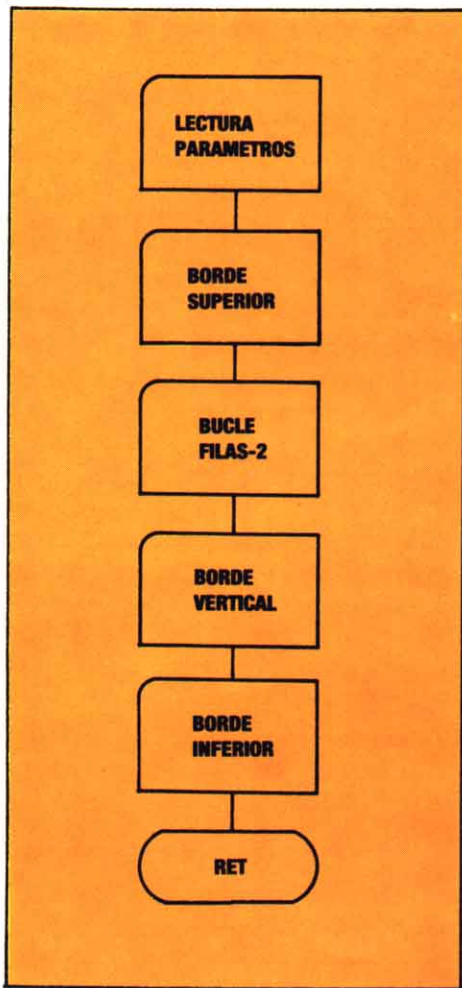 LECTURA
PARAMETROS
BORDE
SUPERIOR
BUCLE
FILAS-2
BORDE
VERTICAL
BORDE
INFERIOR
RET